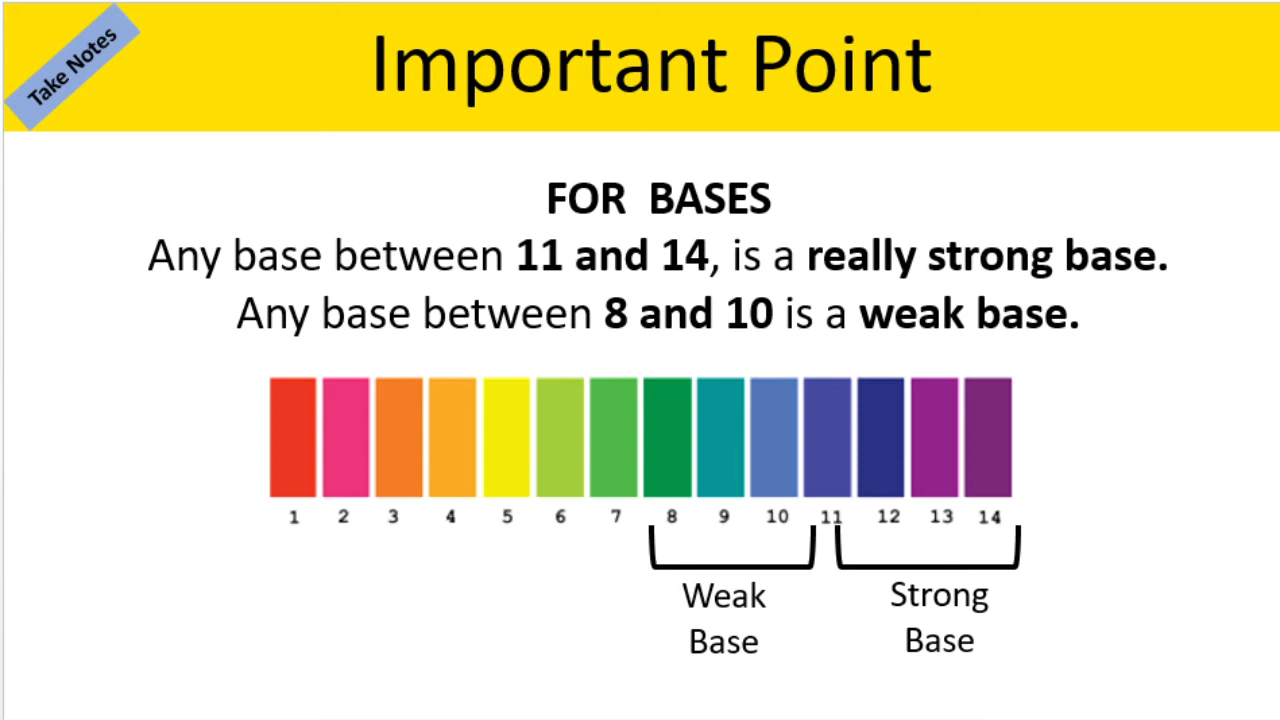 Take Notes
Important Point
FOR BASES
Any base between 11 and 14, is a really strong base.
Any base between 8 and 10 is a weak base.
1 2 3 4 5 6 7 8 9 10 11 12 13 14
Weak
Base
Strong
Base